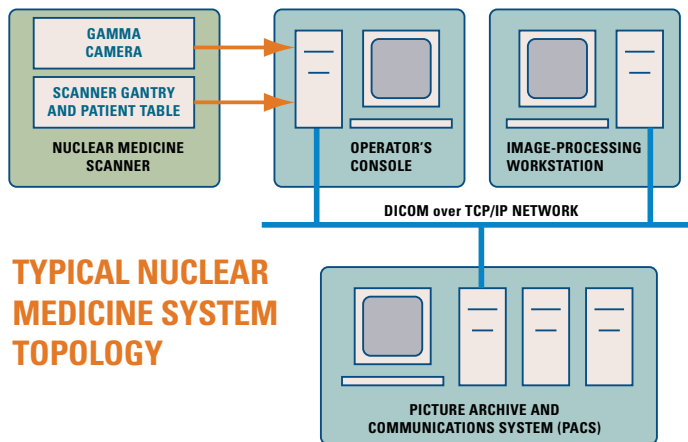 GAMMA
CAMERA
SCANNER GANTRY
AND PATIENT TABLE
NUCLEAR MEDICINE
SCANNER
OPERATOR'S
CONSOLE
IMAGE-PROCESSING
WORKSTATION
DICOM over TCP/IP NETWORK
TYPICAL NUCLEAR
MEDICINE SYSTEM
TOPOLOGY
PICTURE ARCHIVE AND
COMMUNICATIONS SYSTEM (PACS)